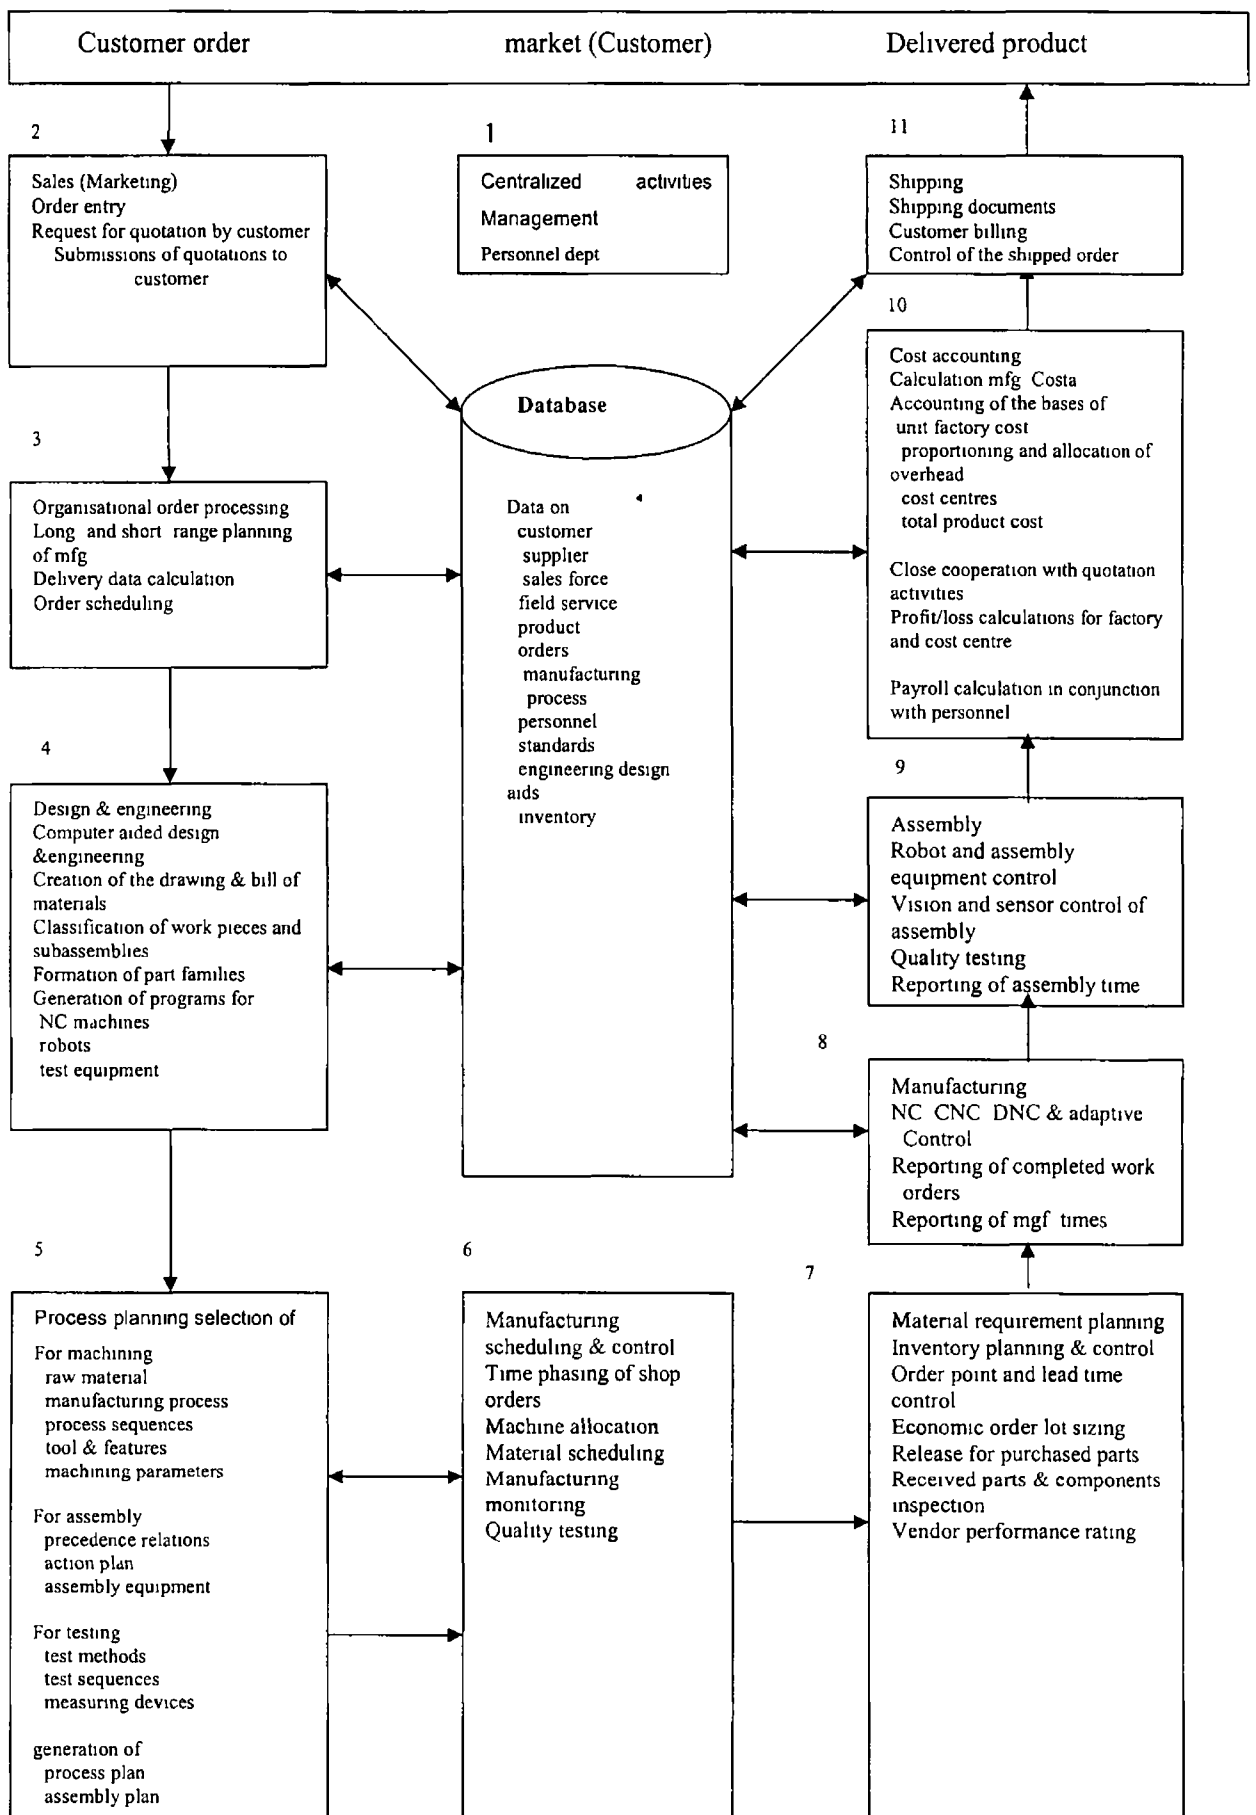 Customer order market (Customer) Delivered product
2
Sales (Marketing)
Order entry
Request for quotation by customer
Submissions of quotations to
customer
1
Centralized activities
Management
Personnel dept
11
Shipping
Shipping documents
Customer billing
Control of the shipped order
3
Organisational order processing
Long and short range planning
of mfg
Delivery data calculation
Order scheduling
Database
Data on
customer
supplier
sales force
field service
product
orders
manufacturing
process
personnel
standards
engineering design
aids
inventory
10
Cost accounting
Calculation mfg Costa
Accounting of the bases of
unit factory cost
proportioning and allocation of
overhead
cost centres
total product cost
Close cooperation with quotation
activities
Profit/loss calculations for factory
and cost centre
Payroll calculation in conjunction
with personnel
4
Design & engineering
Computer aided design
&engineering
Creation of the drawing & bill of
materials
Classification of work pieces and
subassemblies
Formation of part families
Generation of programs for
NC machines
robots
test equipment
9
Assembly
Robot and assembly
equipment control
Vision and sensor control of
assembly
Quality testing
Reporting of assembly time
8
Manufacturing
NC CNC DNC & adaptive
Control
Reporting of completed work
orders
Reporting of mgf times
5
Process planning selection of
For machining
raw material
manufacturing process
process sequences
tool & features
machining parameters
For assembly
precedence relations
action plan
assembly equipment
For testing
test methods
test sequences
measuring devices
generation of
process plan
assembly plan
6
Manufacturing
scheduling & control
Time phasing of shop
orders
Machine allocation
Material scheduling
Manufacturing
monitoring
Quality testing
7
Material requirement planning
Inventory planning & control
Order point and lead time
control
Economic order lot sizing
Release for purchased parts
Received parts & components
inspection
Vendor performance rating